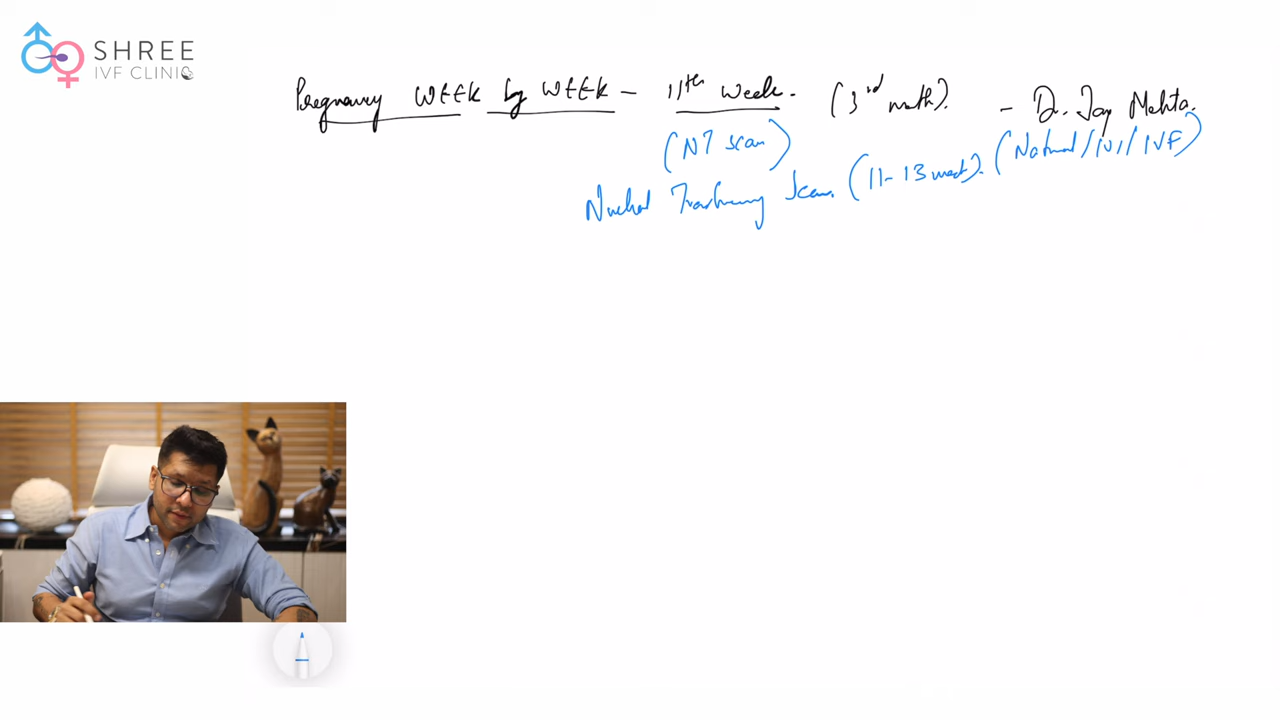 SHREE
IVF CLINIC
Pregnancy WEEK by WEEK - 11th Week. (3rd month). - Dr. Jay Mehta.
(NT scan) (Natural/IUI/IVF)
Nuchal Translucency Scan. (11-13 weeks).